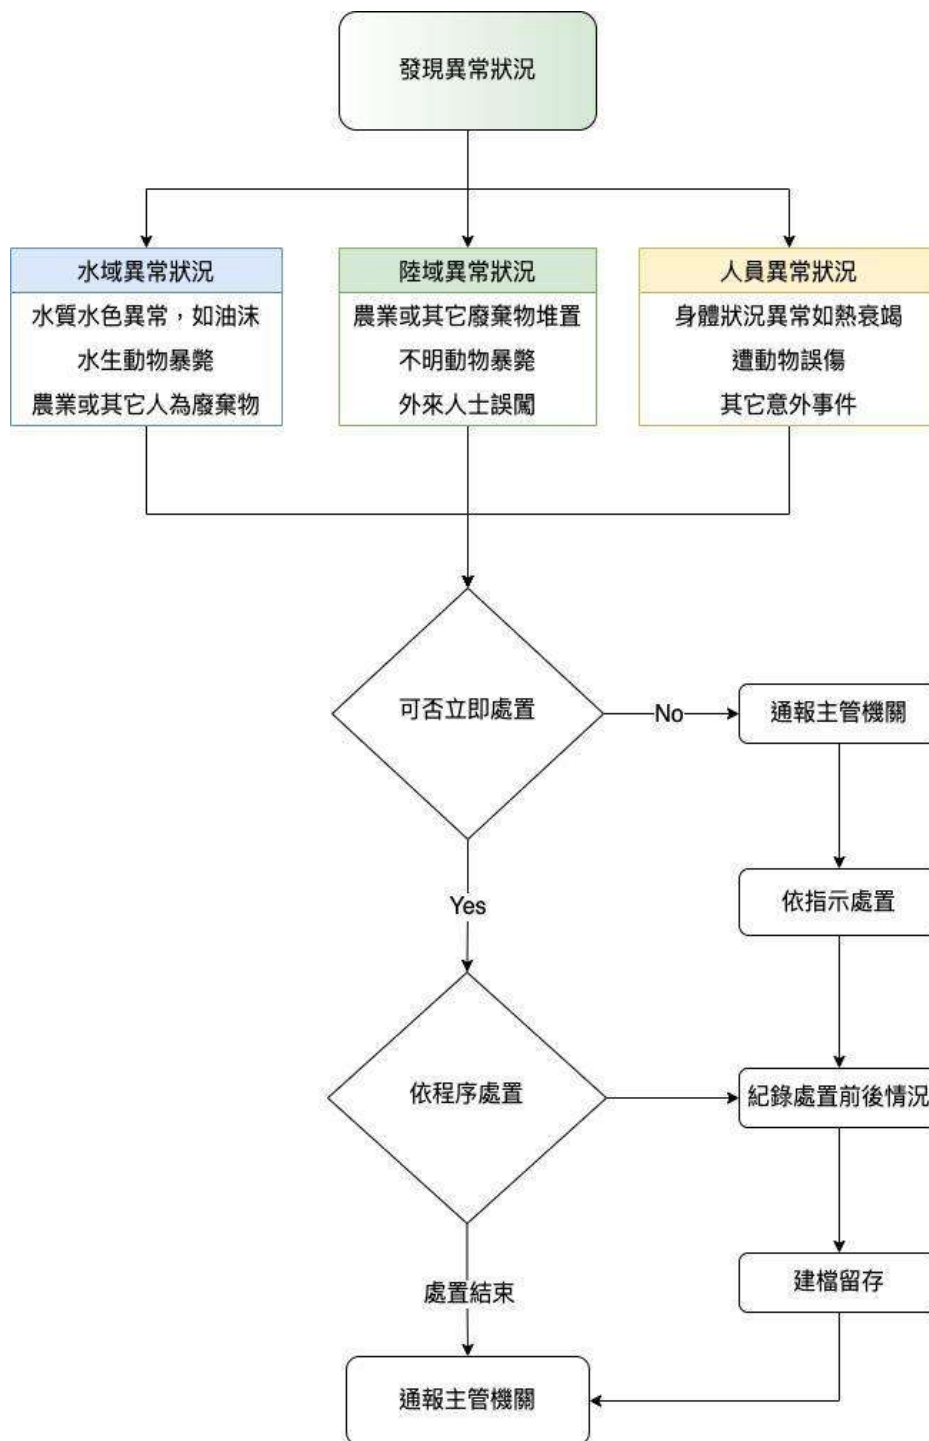 發現異常狀況
水域異常狀況
水質水色異常，如油沫
水生動物暴斃
農業或其它人為廢棄物
陸域異常狀況
農業或其它廢棄物堆置
不明動物暴斃
外來人士誤闖
人員異常狀況
身體狀況異常如熱衰竭
遭動物誤傷
其它意外事件
可否立即處置
No
通報主管機關
依指示處置
Yes
依程序處置
紀錄處置前後情況
建檔留存
處置結束
通報主管機關